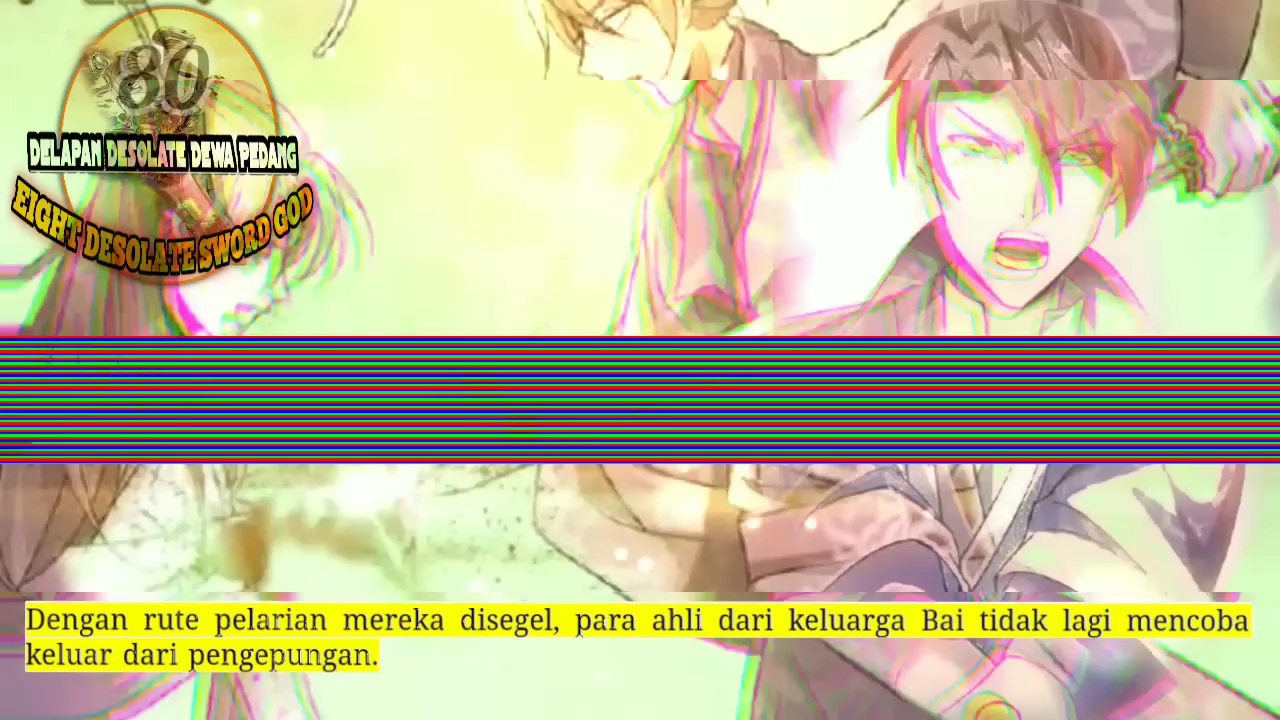 80
DELAPAN DESOLATE DEWA PEDANG
EIGHT DESOLATE SWORD GOD
Dengan rute pelarian mereka disegel, para ahli dari keluarga Bai tidak lagi mencoba
keluar dari pengepungan.